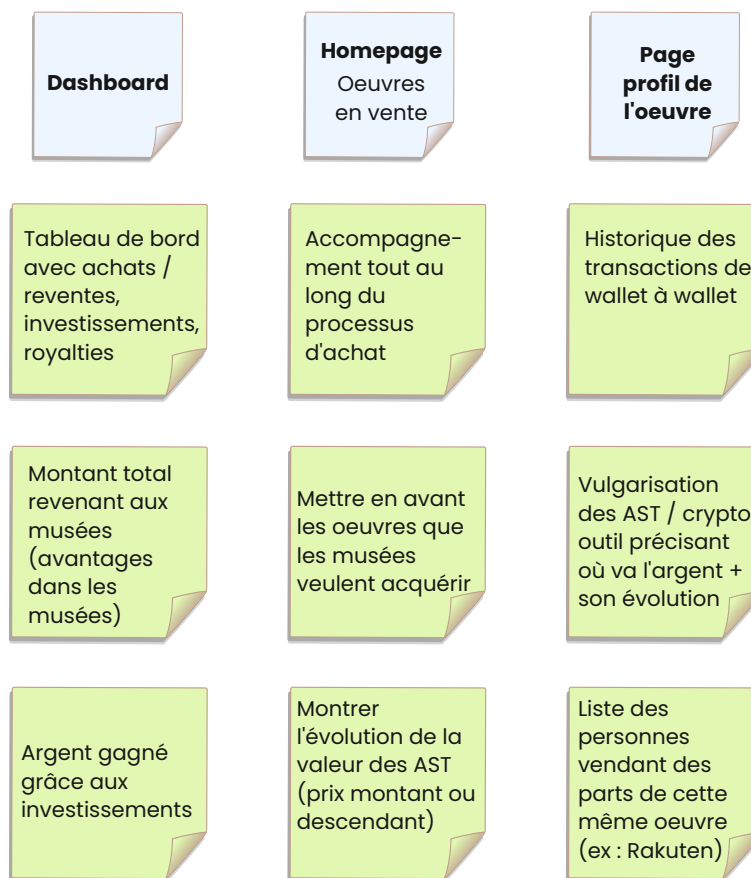 Dashboard
Homepage
Oeuvres
en vente
Page
profil de
l'oeuvre
Tableau de bord
avec achats /
reventes,
investissements,
royalties
Accompagne-
ment tout au
long du
processus
d'achat
Historique des
transactions de
wallet à wallet
Montant total
revenant aux
musées
(avantages
dans les
musées)
Mettre en avant
les oeuvres que
les musées
veulent acquérir
Vulgarisation
des AST / crypto
outil précisant
où va l'argent +
son évolution
Argent gagné
grâce aux
investissements
Montrer
l'évolution de la
valeur des AST
(prix montant ou
descendant)
Liste des
personnes
vendant des
parts de cette
même oeuvre
(ex : Rakuten)